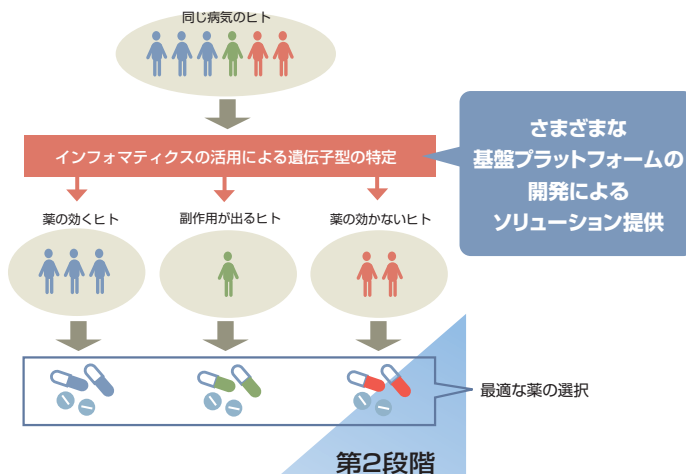 同じ病気のヒト
インフォマティクスの活用による遺伝子型の特定
さまざまな
基盤プラットフォームの
開発による
ソリューション提供
薬の効くヒト
副作用が出るヒト
薬の効かないヒト
最適な薬の選択
第2段階